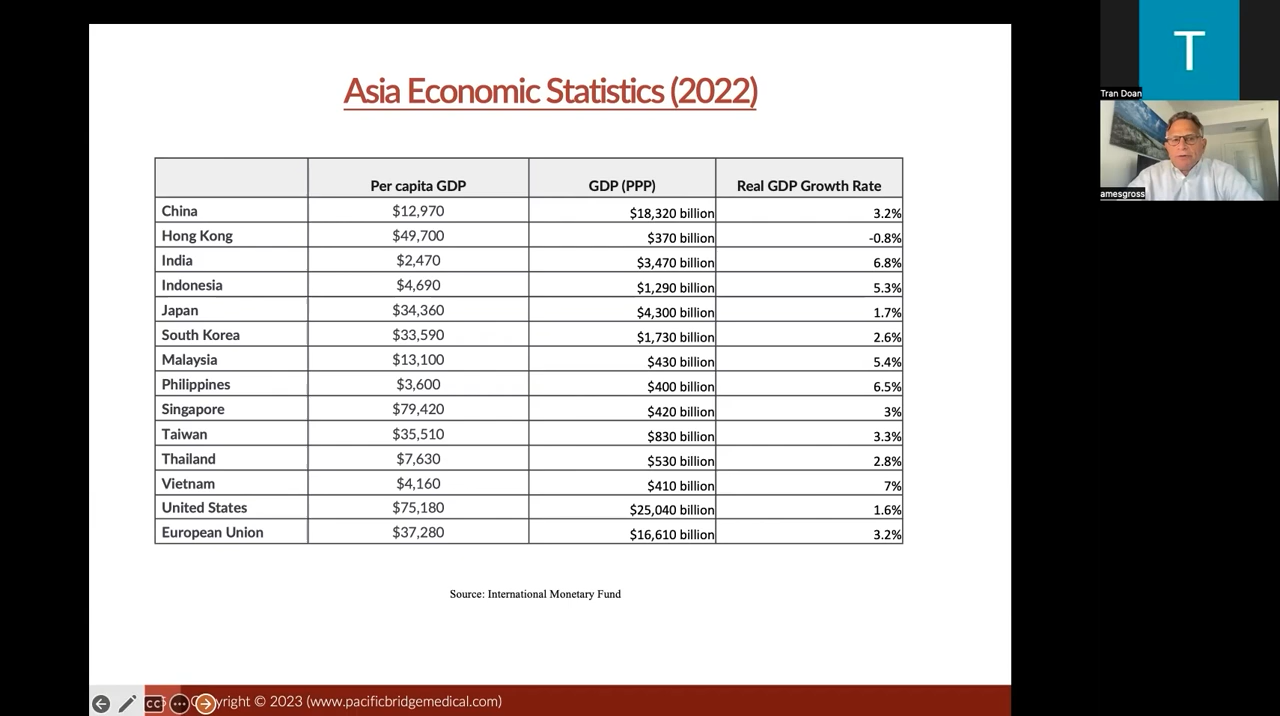 Asia Economic Statistics (2022)
Per capita GDP GDP (PPP) Real GDP Growth Rate
China $12,970 $18,320 billion 3.2%
Hong Kong $49,700 $370 billion -0.8%
India $2,470 $3,470 billion 6.8%
Indonesia $4,690 $1,290 billion 5.3%
Japan $34,360 $4,300 billion 1.7%
South Korea $33,590 $1,730 billion 2.6%
Malaysia $13,100 $430 billion 5.4%
Philippines $3,600 $400 billion 6.5%
Singapore $79,420 $420 billion 3%
Taiwan $35,510 $830 billion 3.3%
Thailand $7,630 $530 billion 2.8%
Vietnam $4,160 $410 billion 7%
United States $75,180 $25,040 billion 1.6%
European Union $37,280 $16,610 billion 3.2%
Source: International Monetary Fund
CC yright © 2023 (www.pacificbridgemedical.com)
T
Tran Doan
amesgross